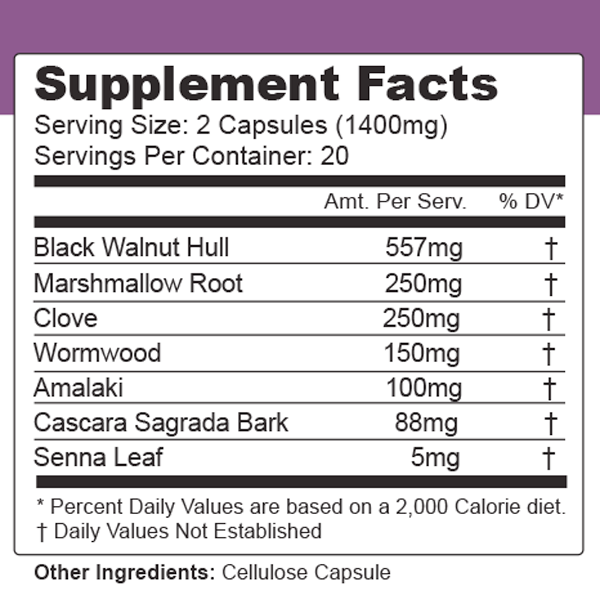 Supplement Facts
Serving Size: 2 Capsules (1400mg)
Servings Per Container: 20
Amt. Per Serv. % DV*
Black Walnut Hull 557mg †
Marshmallow Root 250mg †
Clove 250mg †
Wormwood 150mg †
Amalaki 100mg †
Cascara Sagrada Bark 88mg †
Senna Leaf 5mg †
* Percent Daily Values are based on a 2,000 Calorie diet.
† Daily Values Not Established
Other Ingredients: Cellulose Capsule